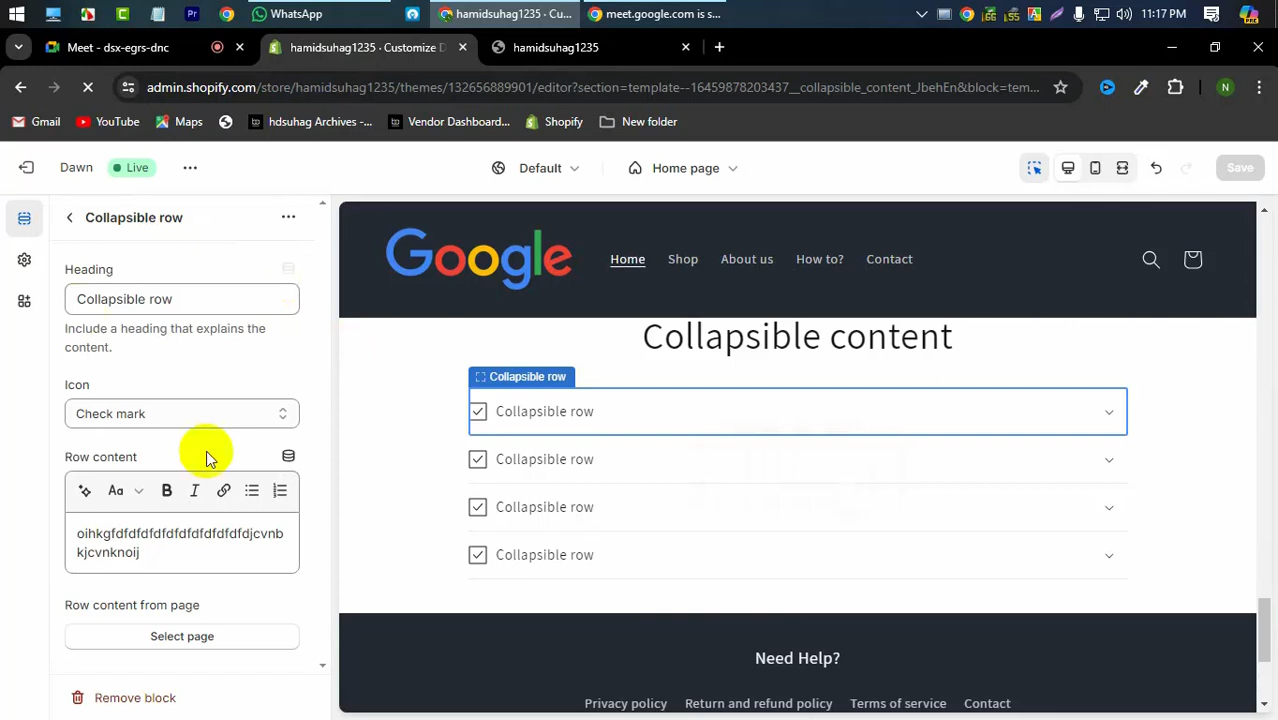 WhatsApp
hamidsuhag1235 · Cu...
meet.google.com is s...
11:17 PM
Meet - dsx-egrs-dnc
hamidsuhag1235 · Customize D
hamidsuhag1235
admin.shopify.com/store/hamidsuhag1235/themes/132656889901/editor?section=template--16459878203437__collapsible_content_JbehEn&block=tem...
N
Gmail
YouTube
Maps
hdsuhag Archives -...
Vendor Dashboard...
Shopify
New folder
Dawn
Live
Default
Home page
Save
Collapsible row
Heading
Collapsible row
Include a heading that explains the
content.
Icon
Check mark
Row content
Aa
B
I
oihkgfdfdfdfdfdfdfdfdfdfdfdjcvnb
kjcvnknoij
Row content from page
Select page
Remove block
Google
Home
Shop
About us
How to?
Contact
Collapsible content
Collapsible row
Collapsible row
Collapsible row
Collapsible row
Collapsible row
Need Help?
Privacy policy
Return and refund policy
Terms of service
Contact